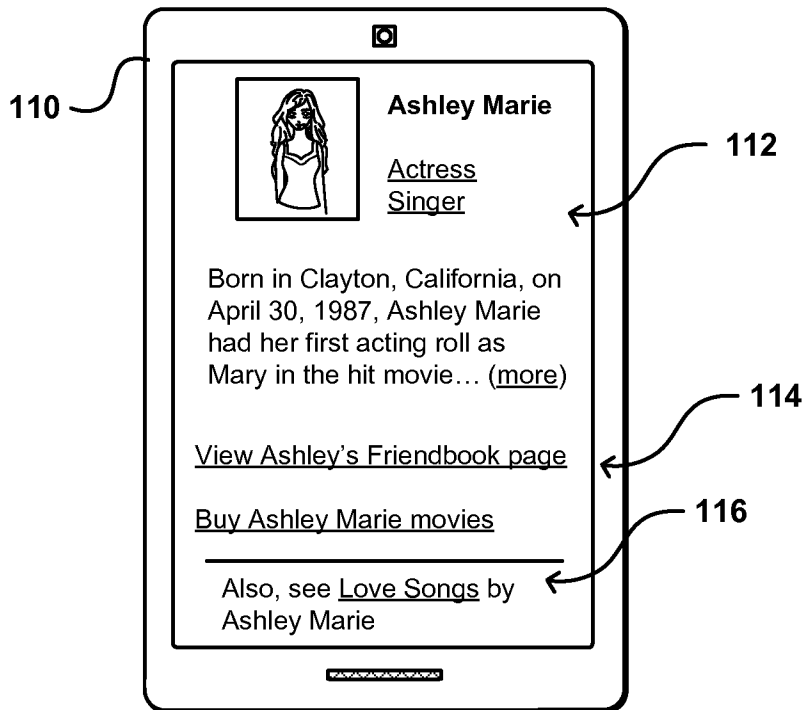 110
Ashley Marie
112
Actress
Singer
Born in Clayton, California, on
April 30, 1987, Ashley Marie
had her first acting roll as
Mary in the hit movie… (more)
114
View Ashley's Friendbook page
116
Buy Ashley Marie movies
Also, see Love Songs by
Ashley Marie